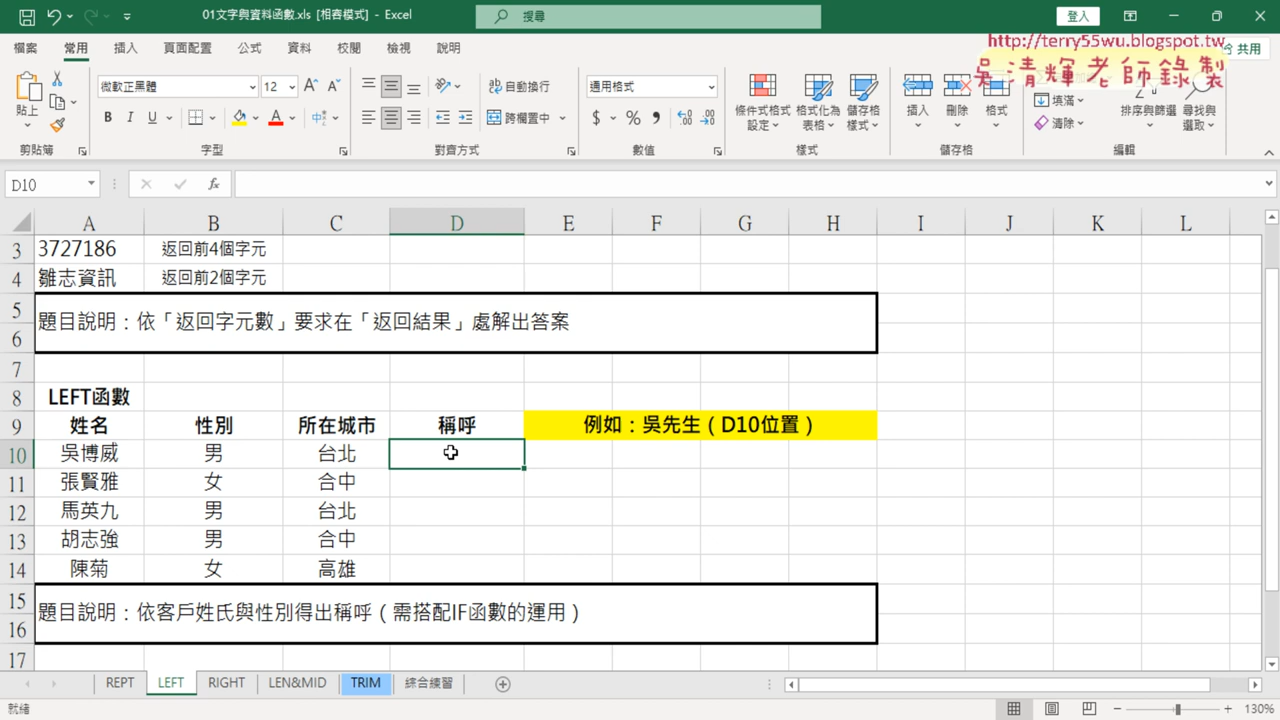 01文字與資料函數.xls [相容模式] - Excel
搜尋
登入
http://terry55wu.blogspot.tw
吳清輝老師錄製
檔案 常用 插入 頁面配置 公式 資料 校閱 檢視 說明 共用
貼上 微軟正黑體 12 自動換行 通用格式 條件式格式設定 格式化為表格 儲存格樣式 插入 刪除 格式 填滿 清除 排序與篩選 尋找與選取
B I U 跨欄置中 $ %
剪貼簿 字型 對齊方式 數值 樣式 儲存格 編輯
D10 fx
A B C D E F G H I J K L
3 3727186 返回前4個字元
4 雛志資訊 返回前2個字元
5
題目說明：依「返回字元數」要求在「返回結果」處解出答案
6
7
8 LEFT函數
9 姓名 性別 所在城市 稱呼 例如：吳先生（D10位置）
10 吳博威 男 台北
11 張賢雅 女 台中
12 馬英九 男 台北
13 胡志強 男 台中
14 陳菊 女 高雄
15
題目說明：依客戶姓氏與性別得出稱呼（需搭配IF函數的運用）
16
17
REPT LEFT RIGHT LEN&MID TRIM 綜合練習
就緒 130%